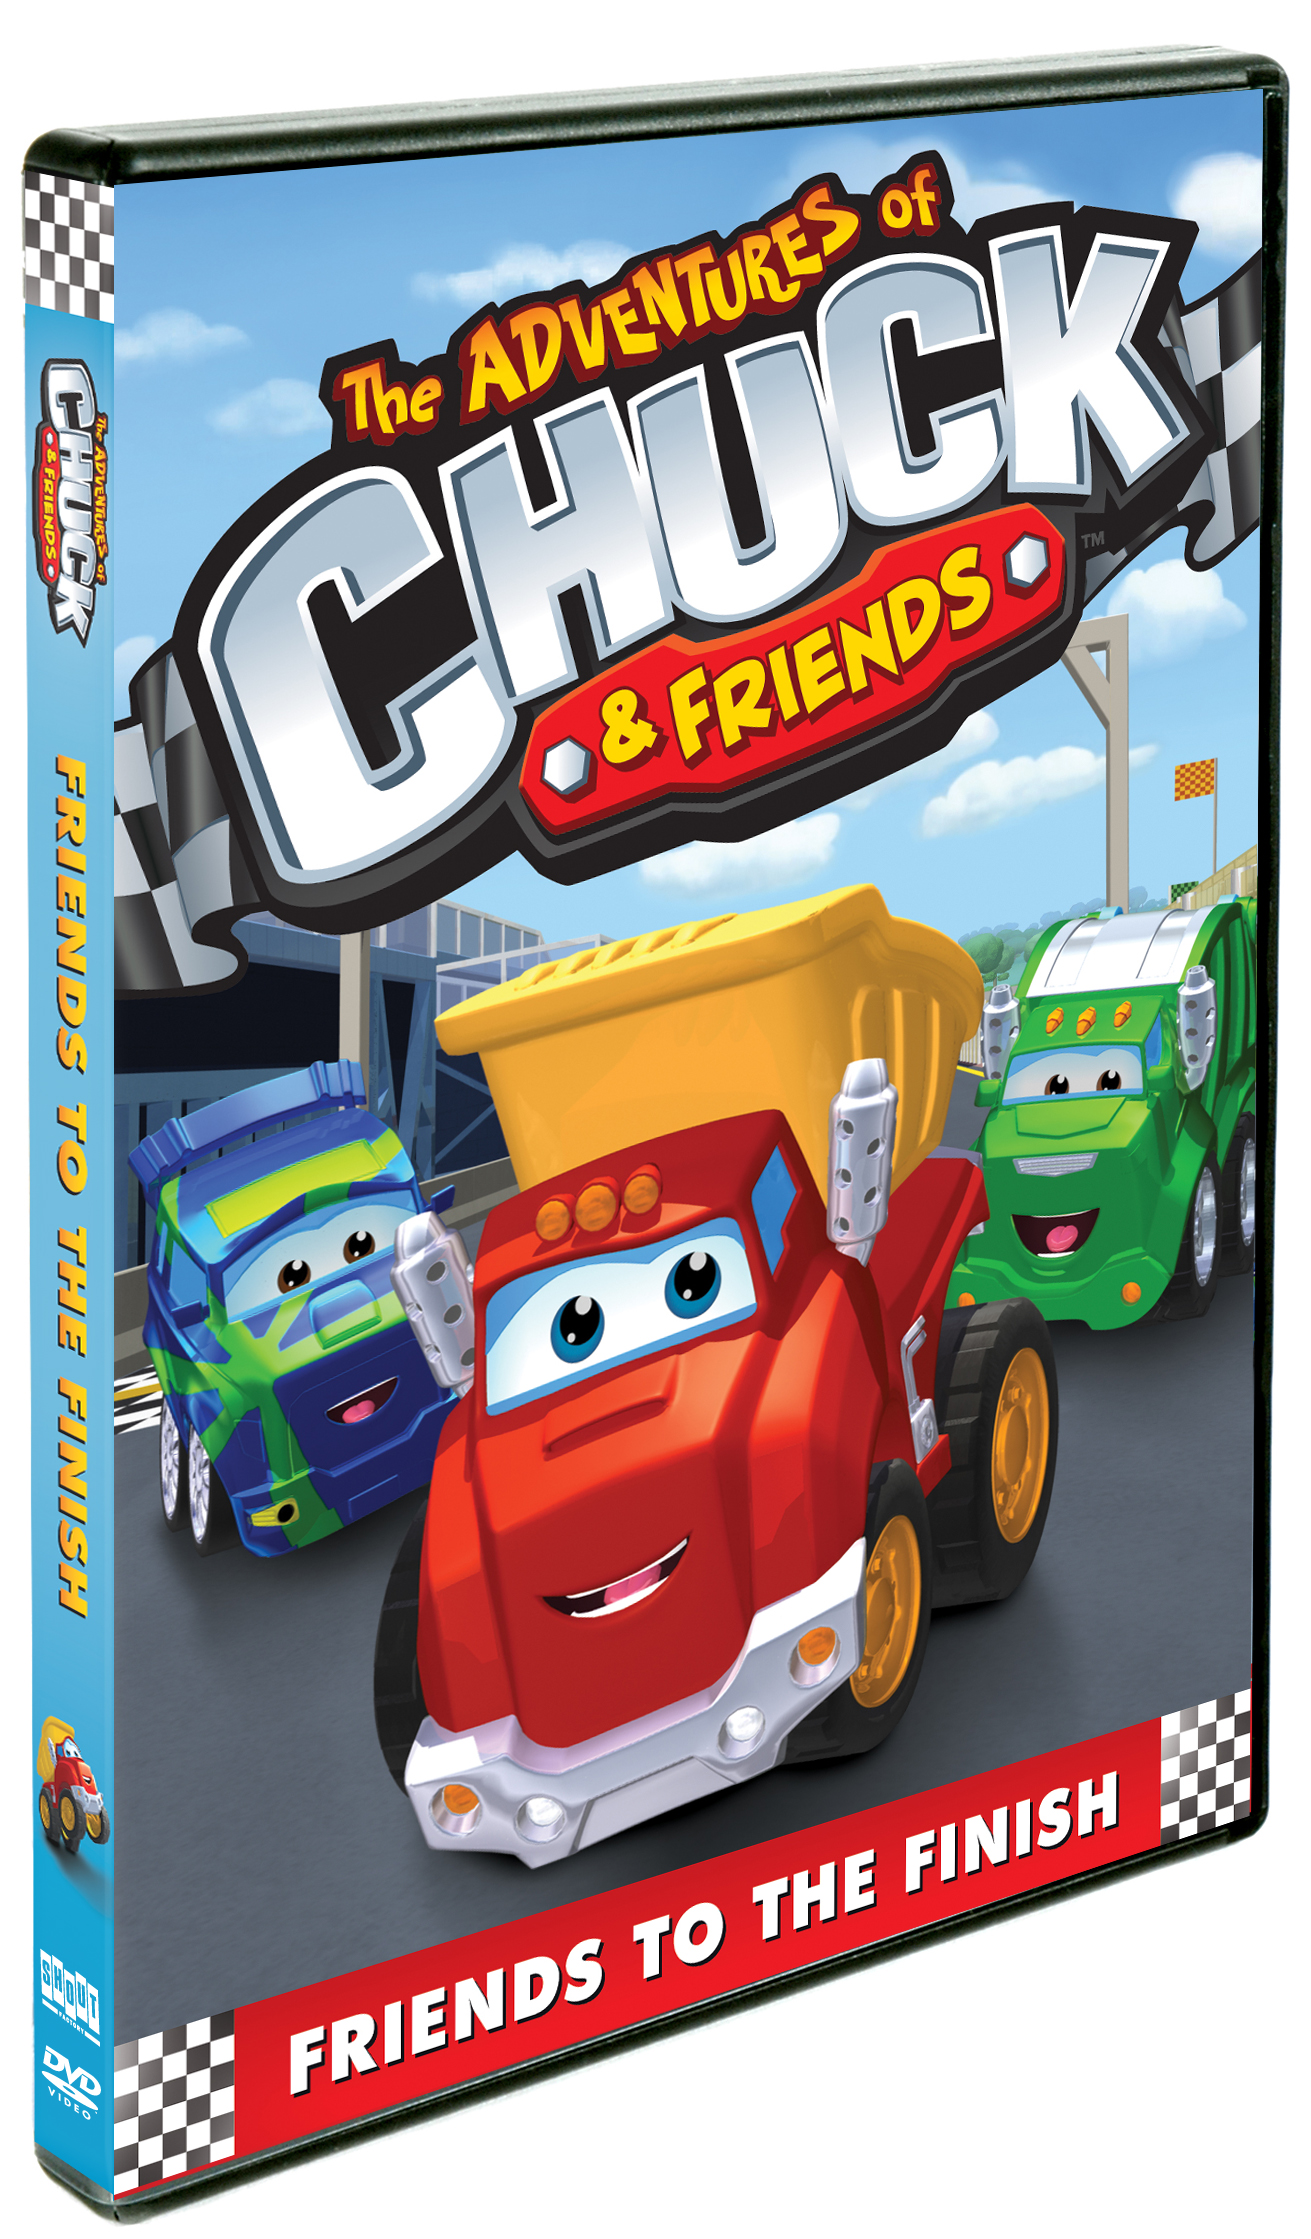 The ADVENTURES of
CHUCK
& FRIENDS
TM
FRIENDS TO THE FINISH
The ADVENTURES of
CHUCK
& FRIENDS
FRIENDS TO THE FINISH
SHOUT
FACTORY
DVD
VIDEO